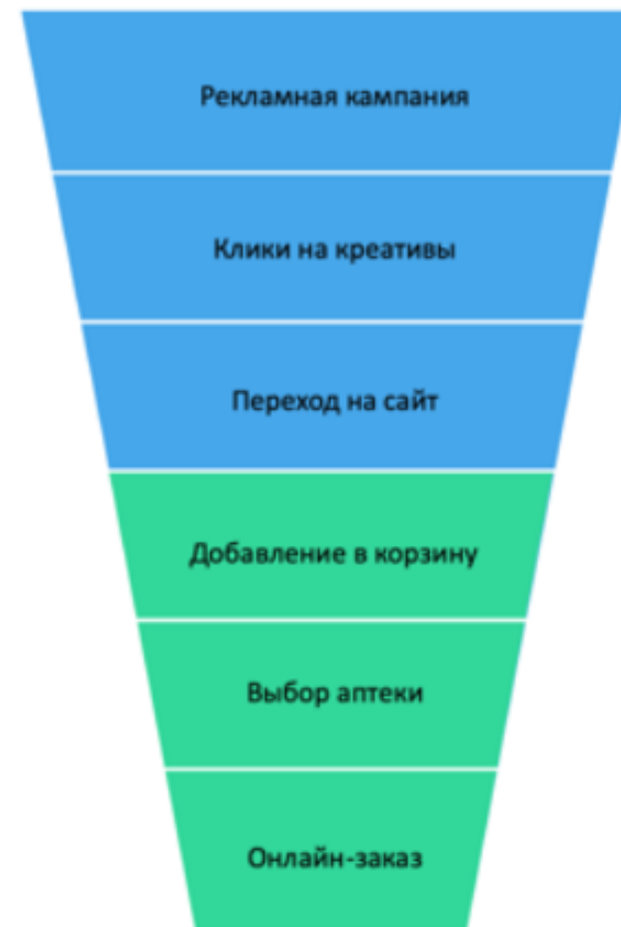 Рекламная кампания
Клики на креативы
Переход на сайт
Добавление в корзину
Выбор аптеки
Онлайн-заказ